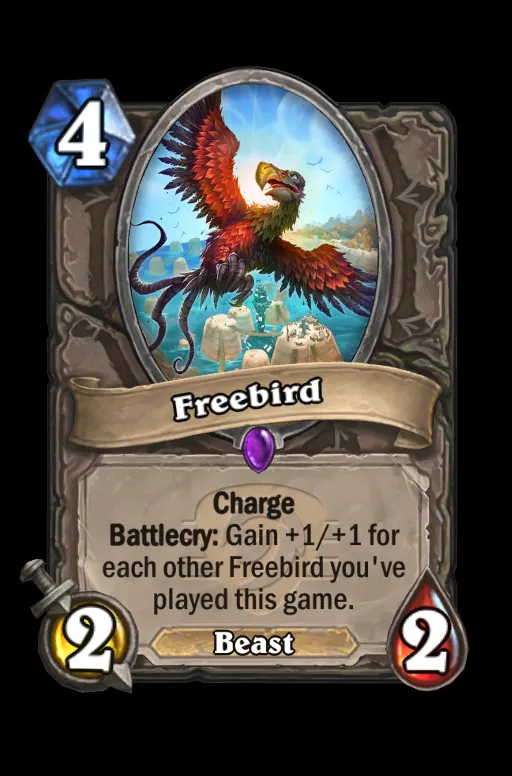 4
Freebird
Charge
Battlecry: Gain +1/+1 for
each other Freebird you've
played this game.
2
Beast
2